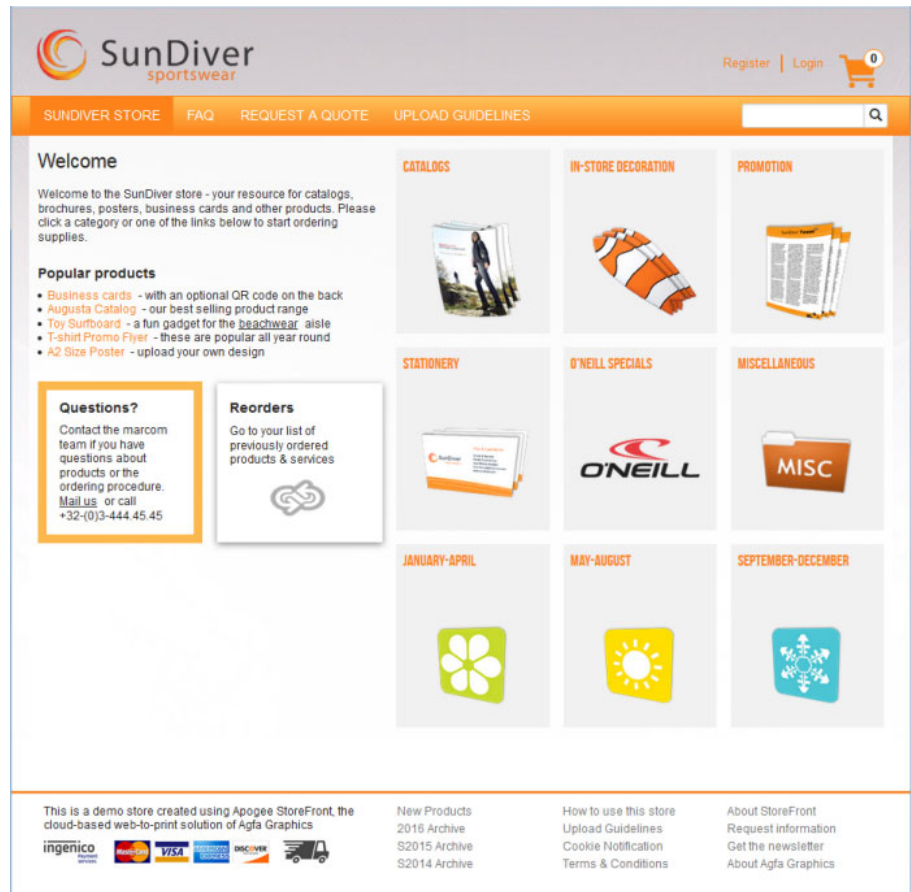 SunDiver
sportswear
Register | Login
0
SUNDIVER STORE FAQ REQUEST A QUOTE UPLOAD GUIDELINES
Welcome
Welcome to the SunDiver store - your resource for catalogs,
brochures, posters, business cards and other products. Please
click a category or one of the links below to start ordering
supplies.
Popular products
• Business cards - with an optional QR code on the back
• Augusta Catalog - our best selling product range
• Toy Surfboard - a fun gadget for the beachwear aisle
• T-shirt Promo Flyer - these are popular all year round
• A2 Size Poster - upload your own design
Questions?
Contact the marcom
team if you have
questions about
products or the
ordering procedure.
Mail us or call
+32-(0)3-444.45.45
Reorders
Go to your list of
previously ordered
products & services
CATALOGS
IN-STORE DECORATION
PROMOTION
STATIONERY
SunDiver
O'NEILL SPECIALS
O'NEILL
MISCELLANEOUS
MISC
JANUARY-APRIL
MAY-AUGUST
SEPTEMBER-DECEMBER
This is a demo store created using Apogee StoreFront, the
cloud-based web-to-print solution of Agfa Graphics
ingenico
Payment
services
MasterCard
VISA
AMERICAN
EXPRESS
DISCOVER
New Products
2016 Archive
S2015 Archive
S2014 Archive
How to use this store
Upload Guidelines
Cookie Notification
Terms & Conditions
About StoreFront
Request information
Get the newsletter
About Agfa Graphics